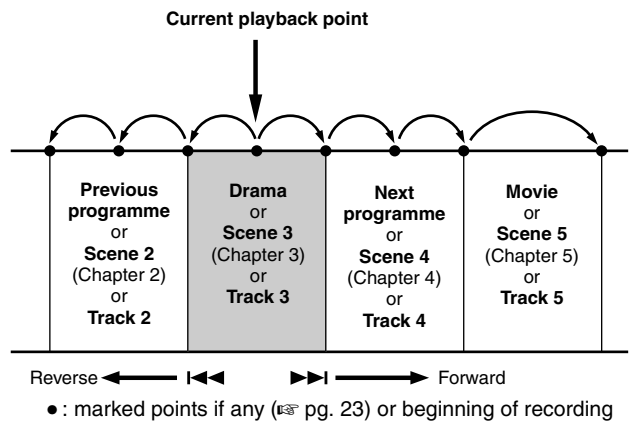 Current playback point
Previous
programme
or
Scene 2
(Chapter 2)
or
Track 2
Drama
or
Scene 3
(Chapter 3)
or
Track 3
Next
programme
or
Scene 4
(Chapter 4)
or
Track 4
Movie
or
Scene 5
(Chapter 5)
or
Track 5
Reverse
Forward
● : marked points if any (☞ pg. 23) or beginning of recording